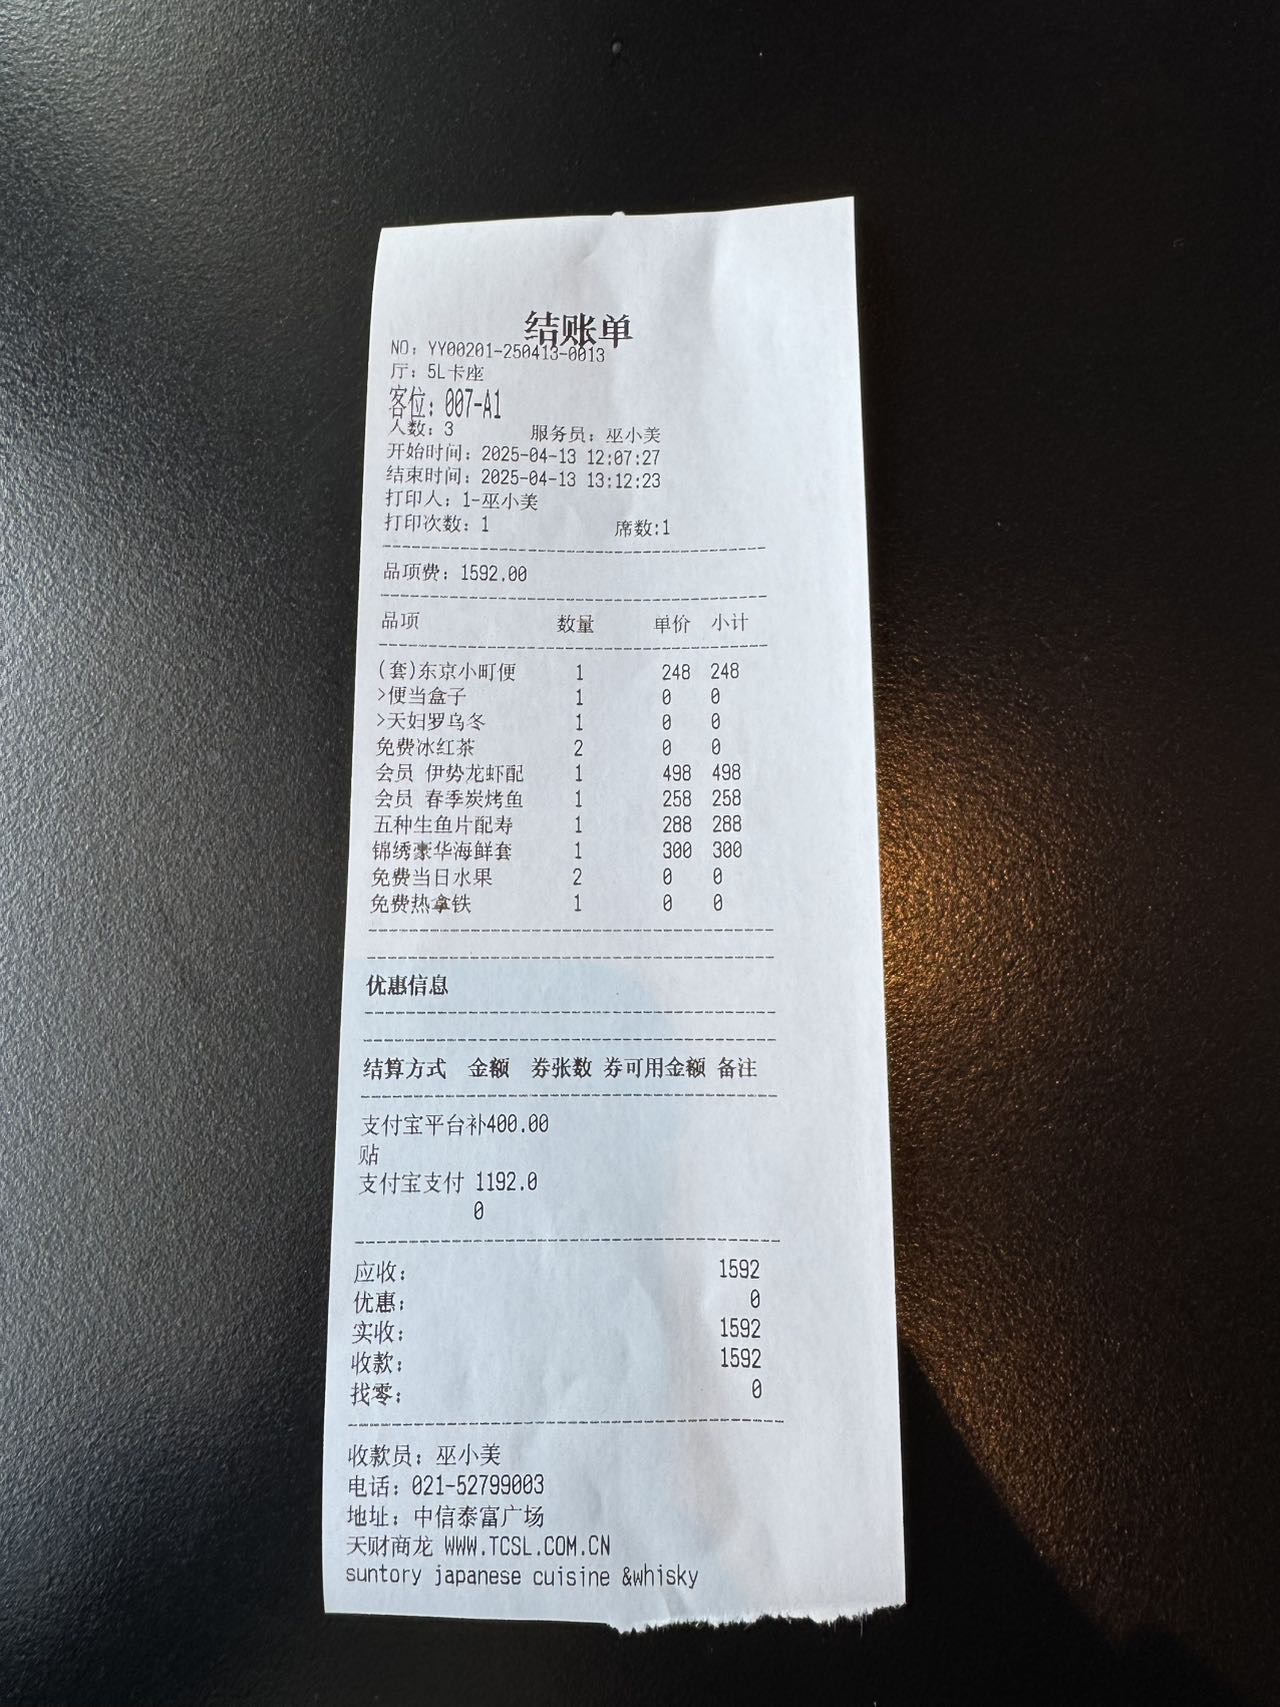 结账单
NO: YY00201-250413-0013
厅: 5L卡座
客位: 007-A1
人数: 3 服务员: 巫小美
开始时间: 2025-04-13 12:07:27
结束时间: 2025-04-13 13:12:23
打印人: 1-巫小美
打印次数: 1 席数:1
品项费: 1592.00
品项 数量 单价 小计
(套)东京小町便 1 248 248
>便当盒子 1 0 0
>天妇罗乌冬 1 0 0
免费冰红茶 2 0 0
会员 伊势龙虾配 1 498 498
会员 春季炭烤鱼 1 258 258
五种生鱼片配寿 1 288 288
锦绣豪华海鲜套 1 300 300
免费当日水果 2 0 0
免费热拿铁 1 0 0
优惠信息
结算方式 金额 券张数 券可用金额 备注
支付宝平台补400.00
贴
支付宝支付 1192.0
0
应收: 1592
优惠: 0
实收: 1592
收款: 1592
找零: 0
收款员: 巫小美
电话: 021-52799003
地址: 中信泰富广场
天财商龙 WWW.TCSL.COM.CN
suntory japanese cuisine &whisky